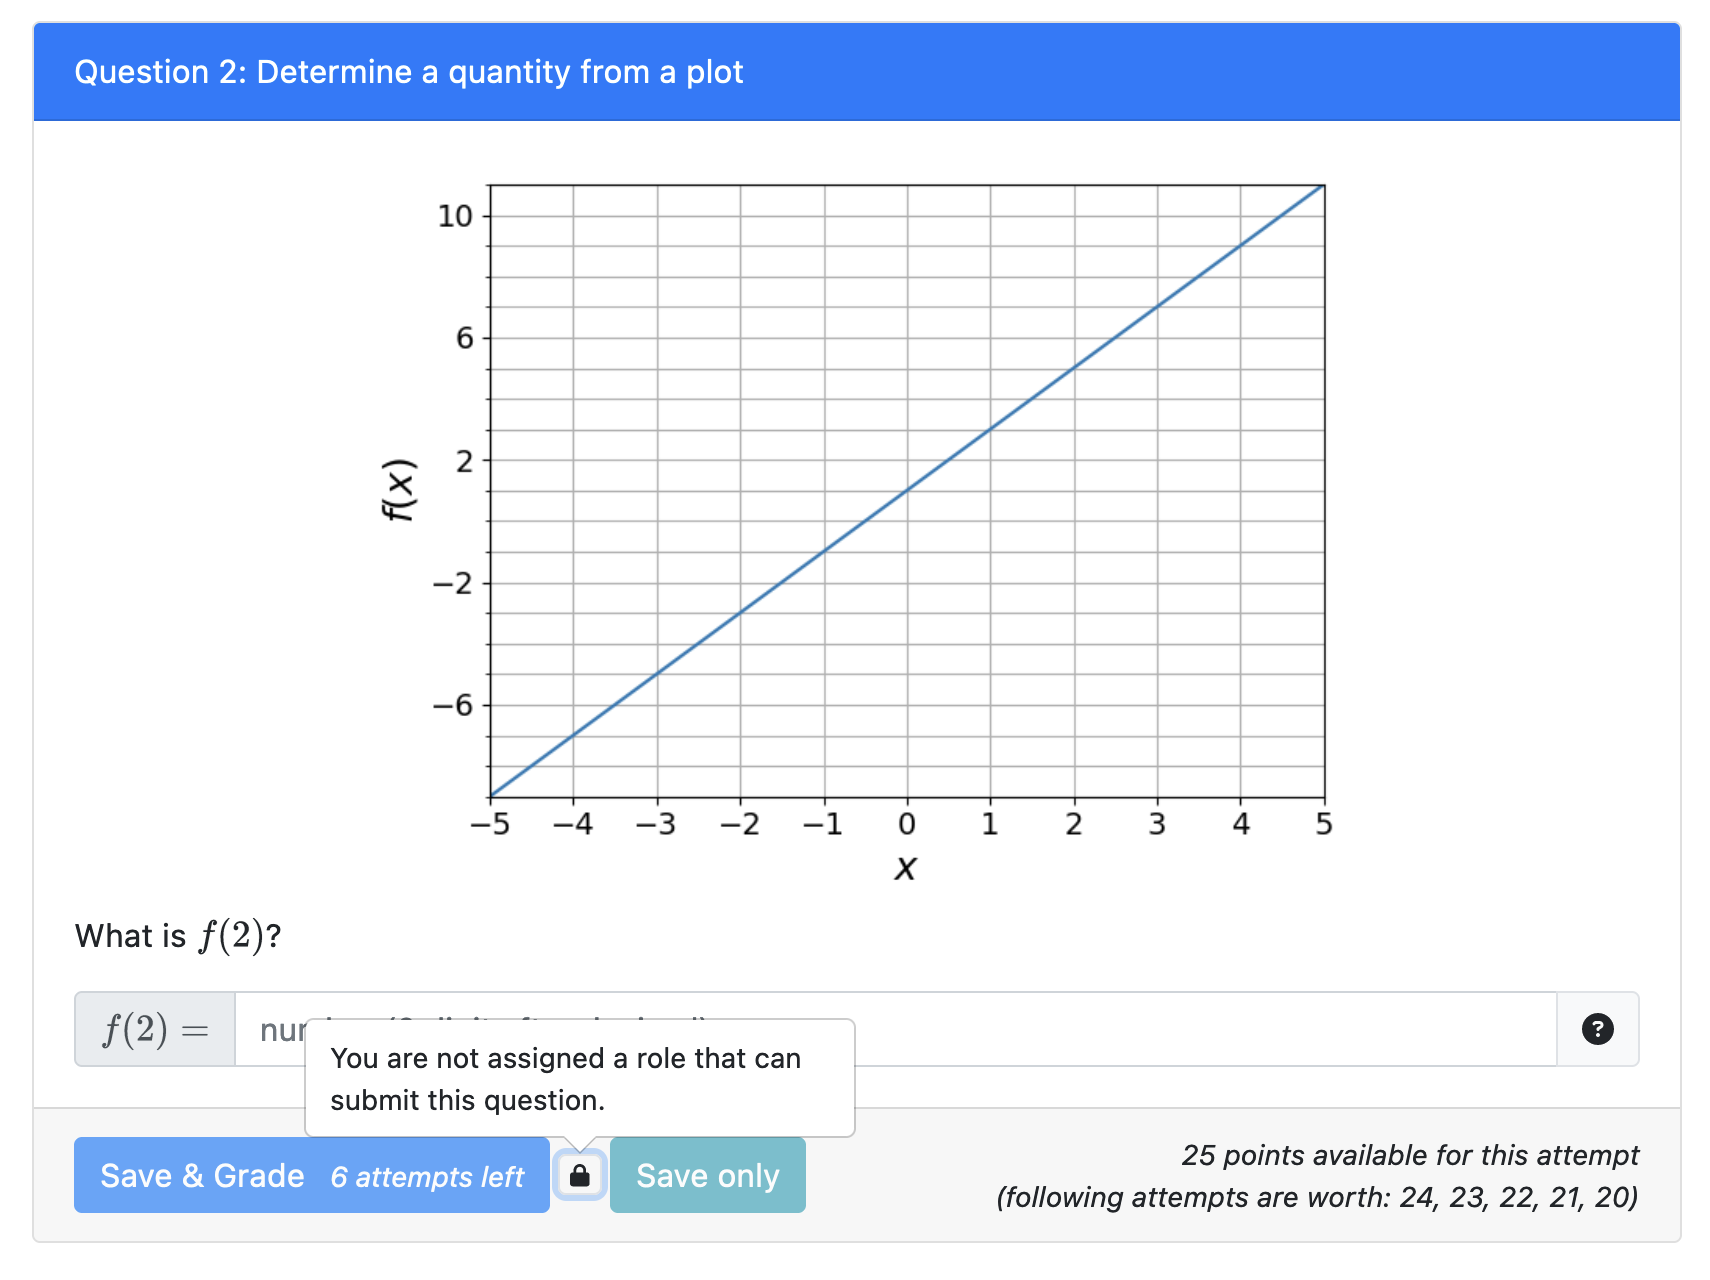 Question 2: Determine a quantity from a plot
10
6
2
−2
−6
f(x)
−5 −4 −3 −2 −1 0 1 2 3 4 5
x
What is f(2)?
f(2) =
?
You are not assigned a role that can
submit this question.
Save & Grade 6 attempts left
Save only
25 points available for this attempt
(following attempts are worth: 24, 23, 22, 21, 20)